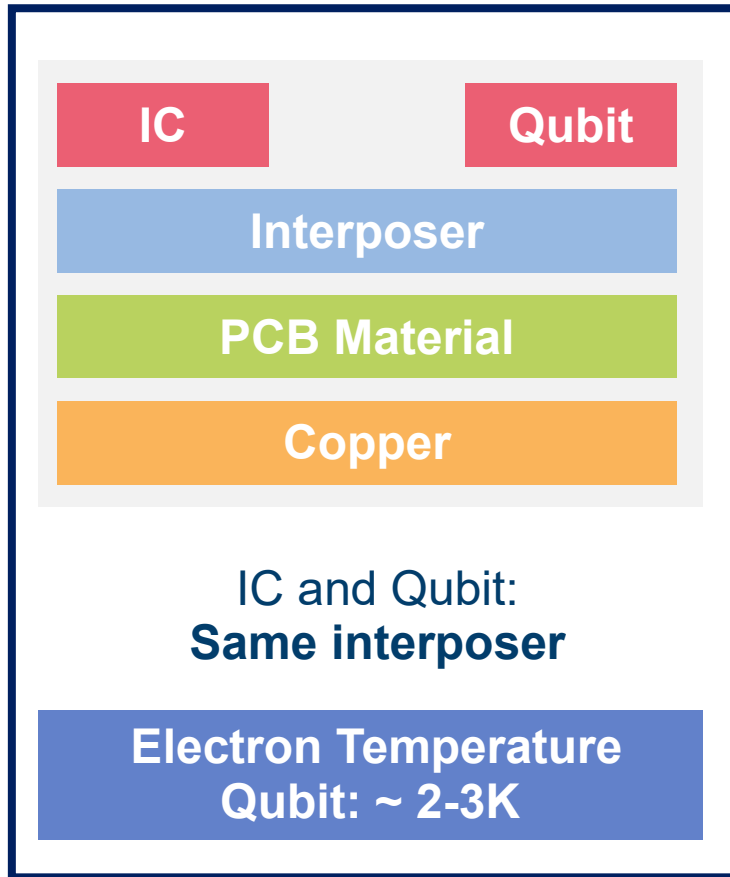 IC
Qubit
Interposer
PCB Material
Copper
IC and Qubit:
Same interposer
Electron Temperature
Qubit: ~ 2-3K